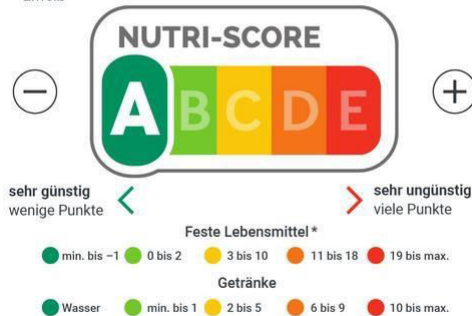 NUTRI-SCORE
A B C D E
sehr günstig
wenige Punkte
sehr ungünstig
viele Punkte
Feste Lebensmittel *
min. bis −1 0 bis 2 3 bis 10 11 bis 18 19 bis max.
Getränke
Wasser min. bis 1 2 bis 5 6 bis 9 10 bis max.